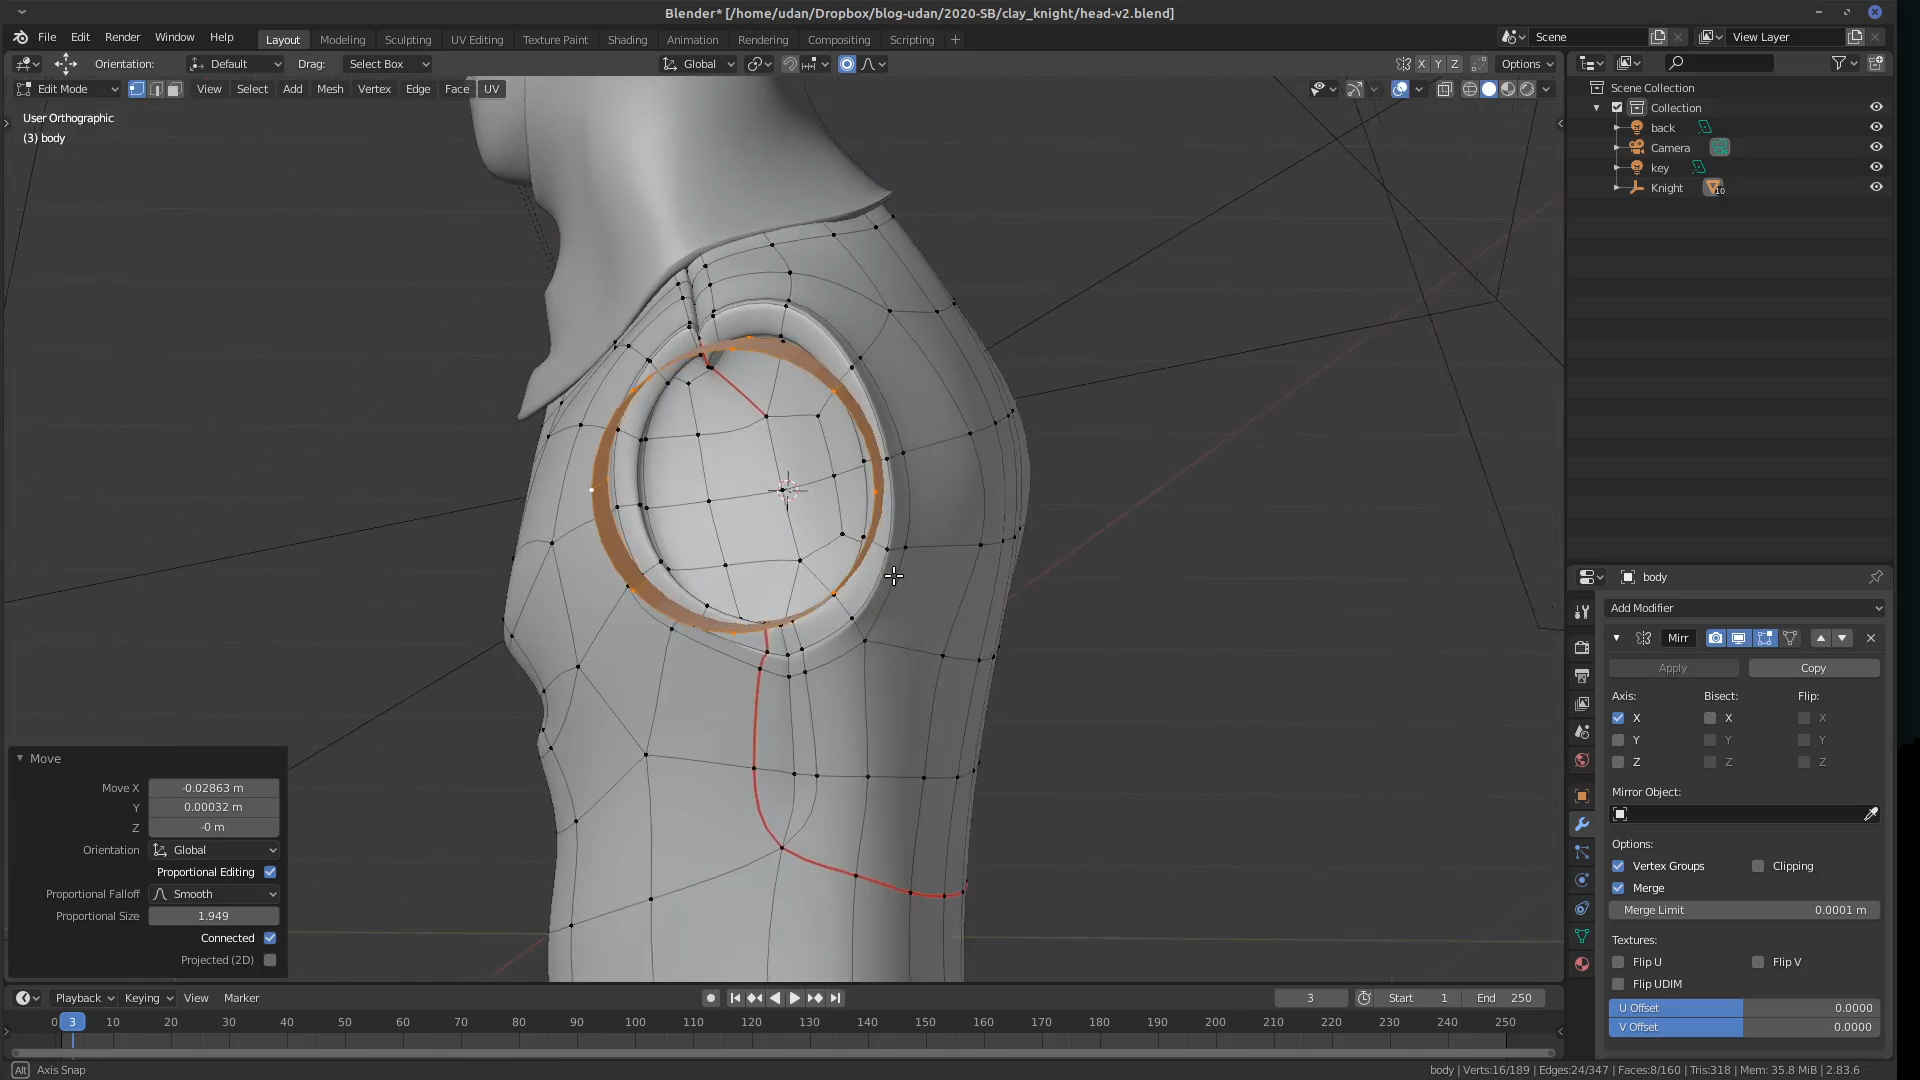 Blender* [/home/udan/Dropbox/blog-udan/2020-SB/clay_knight/head-v2.blend]
File Edit Render Window Help Layout Modeling Sculpting UV Editing Texture Paint Shading Animation Rendering Compositing Scripting + Scene View Layer
Orientation: Default Drag: Select Box Global X Y Z Options
Edit Mode View Select Add Mesh Vertex Edge Face UV
User Orthographic
(3) body
Scene Collection
Collection
back
Camera
key
Knight 10
body
Add Modifier
Mirr
Apply Copy
Axis: Bisect: Flip:
X X X
Y Y Y
Z Z Z
Mirror Object:
Options:
Vertex Groups Clipping
Merge
Merge Limit 0.0001 m
Textures:
Flip U Flip V
Flip UDIM
U Offset 0.0000
V Offset 0.0000
Move
Move X -0.02863 m
Y 0.00032 m
Z -0 m
Orientation Global
Proportional Editing
Proportional Falloff Smooth
Proportional Size 1.949
Connected
Projected (2D)
Playback Keying View Marker 3 Start 1 End 250
0 3 10 20 30 40 50 60 70 80 90 100 110 120 130 140 150 160 170 180 190 200 210 220 230 240 250
Alt Axis Snap body | Verts:16/189 | Edges:24/347 | Faces:8/160 | Tris:318 | Mem: 35.8 MiB | 2.83.6